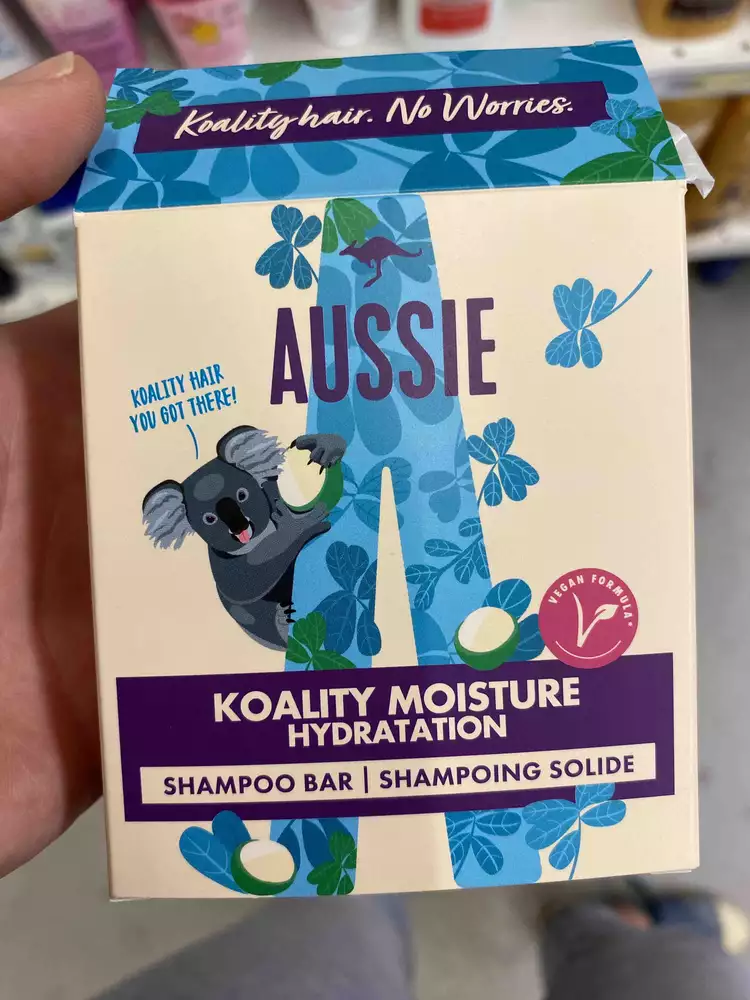 Koality hair. No Worries.
AUSSIE
KOALITY HAIR
YOU GOT THERE!
VEGAN FORMULA*
KOALITY MOISTURE
HYDRATATION
SHAMPOO BAR | SHAMPOING SOLIDE